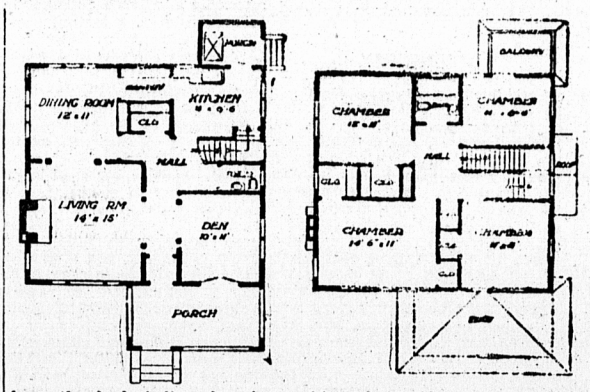 PORCH
DINING ROOM
12' x 11'
KITCHEN
CLO
HALL
LIVING RM
14' x 15'
DEN
10' x 11'
PORCH
BALCONY
CHAMBER
CHAMBER
HALL
ROOF
CLO
CLO
CHAMBER
14' 6" x 11'
CHAMBER
CLO